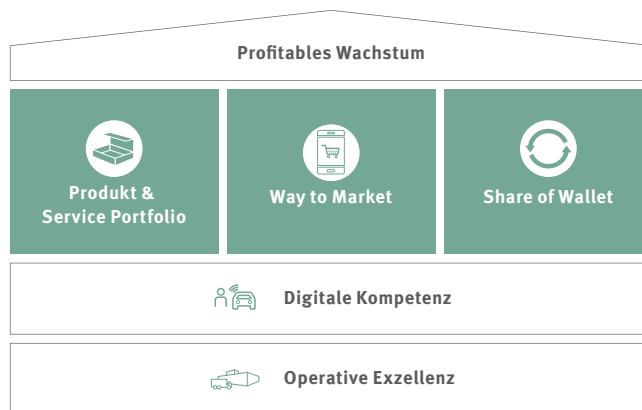 Profitables Wachstum
Produkt &
Service Portfolio
Way to Market
Share of Wallet
Digitale Kompetenz
Operative Exzellenz